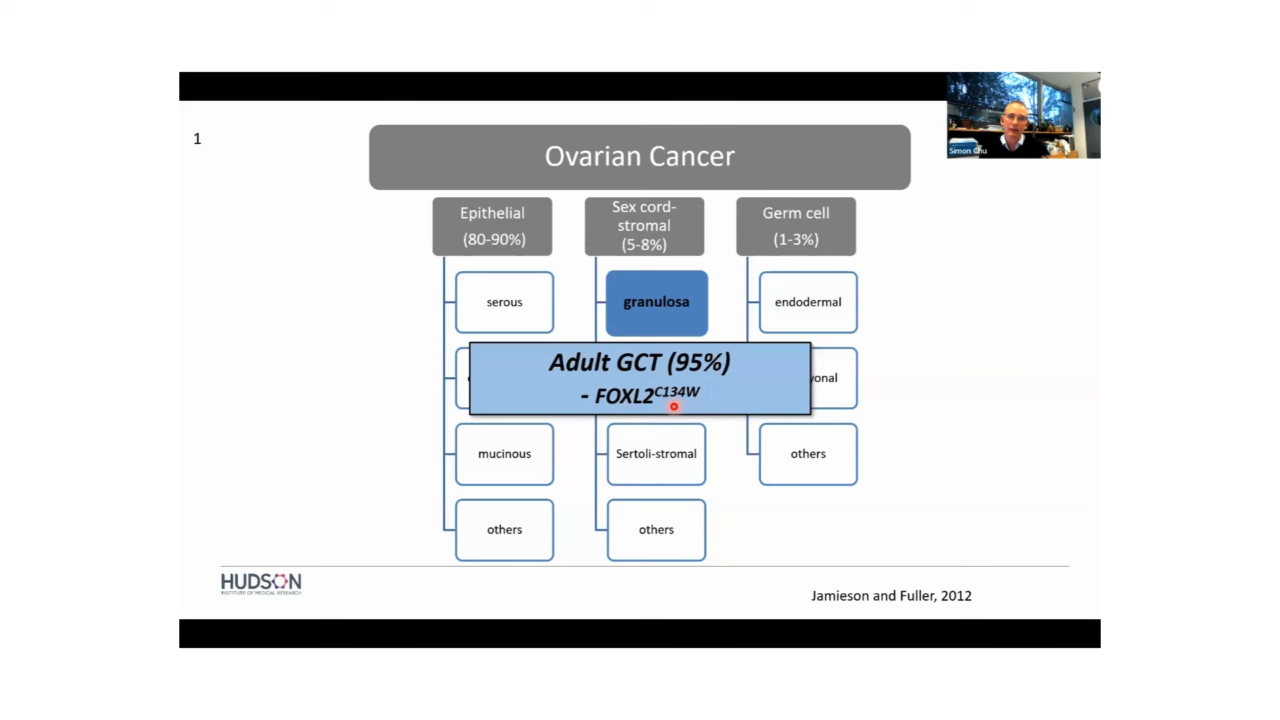 1
Ovarian Cancer
Simon Chu
Epithelial
(80-90%)
Sex cord-
stromal
(5-8%)
Germ cell
(1-3%)
serous
granulosa
endodermal
Adult GCT (95%)
- FOXL2C134W
mucinous
Sertoli-stromal
others
others
others
HUDSON
INSTITUTE OF MEDICAL RESEARCH
Jamieson and Fuller, 2012